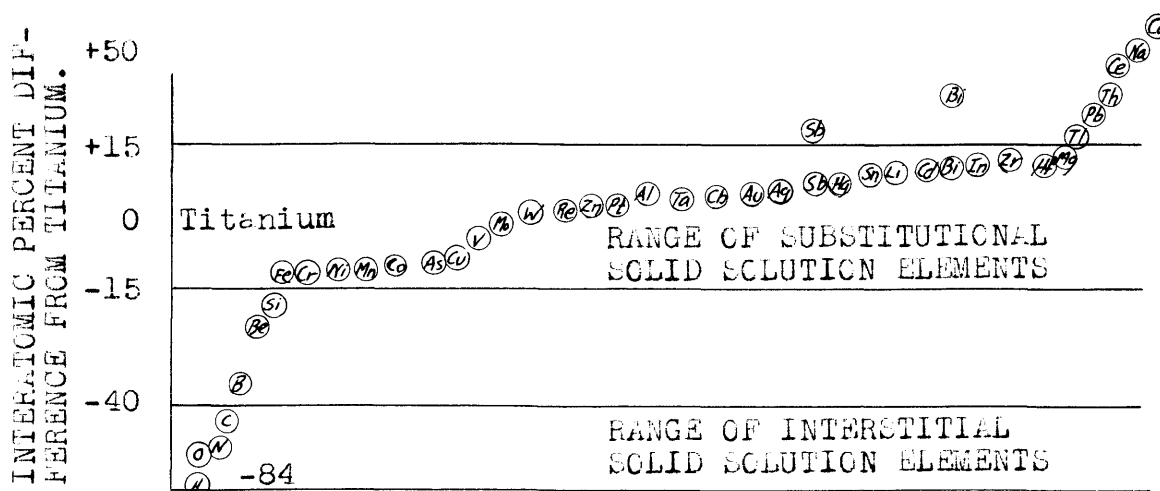 INTERATOMIC PERCENT DIF-
FERENCE FROM TITANIUM.
+50
+15
0
-15
-40
-84
Titanium
RANGE OF SUBSTITUTIONAL
SOLID SOLUTION ELEMENTS
RANGE OF INTERSTITIAL
SOLID SOLUTION ELEMENTS
H
O
N
C
B
Be
Si
Fe
Cr
Ni
Mn
Co
As
Cu
V
Mo
W
Re
Zn
Pt
Al
Ta
Cb
Au
Ag
Sb
Sb
Hg
Sn
Li
Cd
Bi
Bi
In
Zr
Hf
Mg
Tl
Pb
Th
Ce
Na